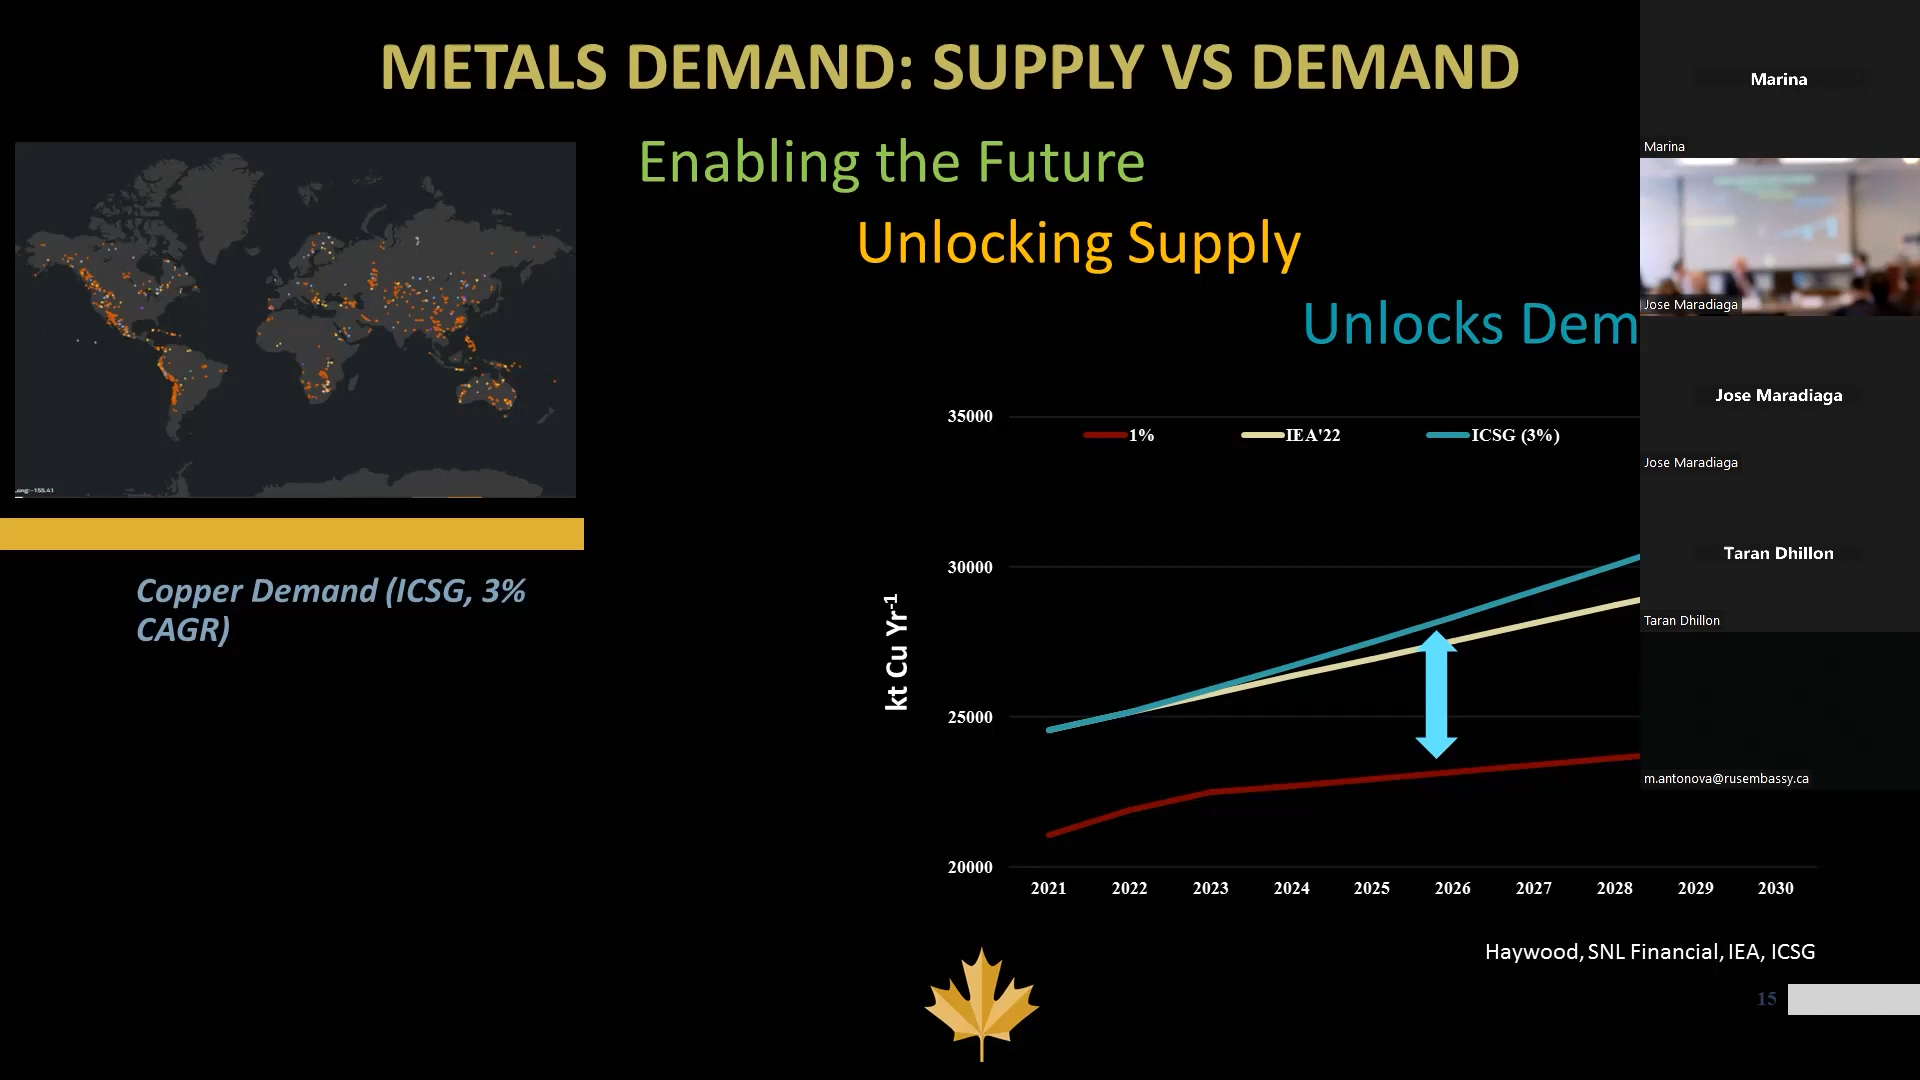 METALS DEMAND: SUPPLY VS DEMAND
Enabling the Future
Unlocking Supply
Unlocks Dem
Copper Demand (ICSG, 3%
CAGR)
35000
1% IEA'22 ICSG (3%)
30000
25000
20000
kt Cu Yr-1
2021 2022 2023 2024 2025 2026 2027 2028 2029 2030
Haywood, SNL Financial, IEA, ICSG
15
Marina
Marina
Jose Maradiaga
Jose Maradiaga
Jose Maradiaga
Taran Dhillon
Taran Dhillon
m.antonova@rusembassy.ca